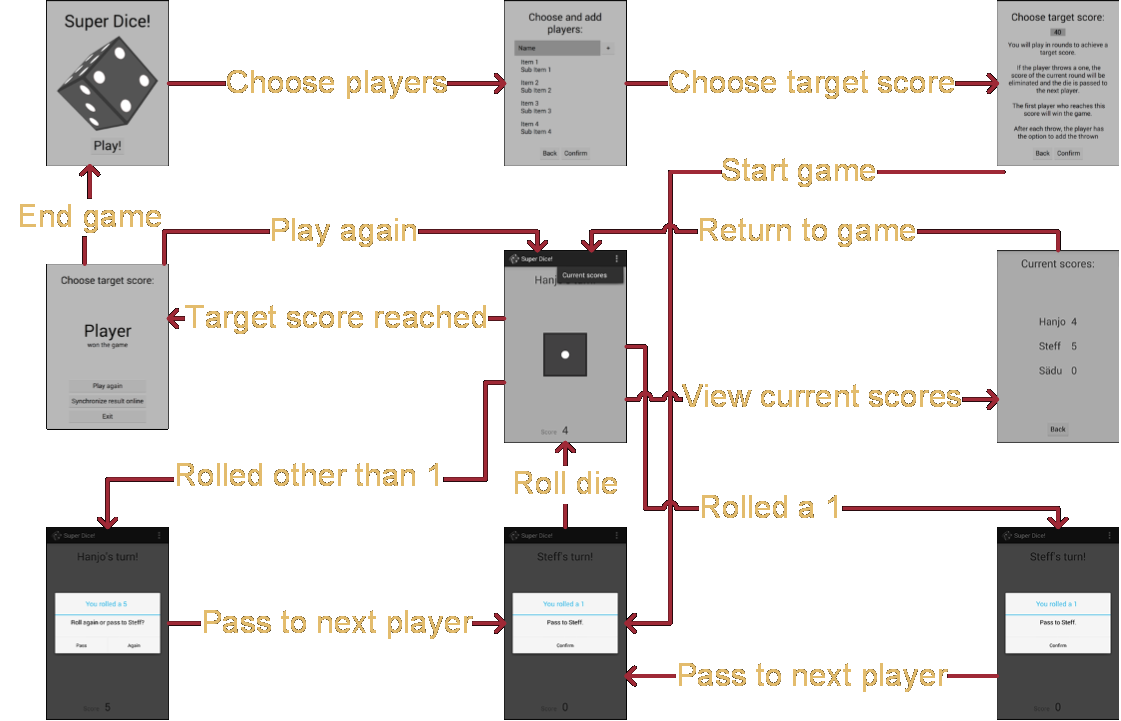 Super Dice!
Play!
Choose players
Choose and add
players:
Name
+
Item 1
Sub Item 1
Item 2
Sub Item 2
Item 3
Sub Item 3
Item 4
Sub Item 4
Back Confirm
Choose target score
Choose target score:
40
You will play in rounds to achieve a
target score.
If the player throws a one, the
score of the current round will be
eliminated and the die is passed to
the next player.
The first player who reaches this
score will win the game.
After each throw, the player has
the option to add the thrown
Back Confirm
Start game
End game
Play again
Return to game
Choose target score:
Player
won the game
Play again
Synchronize result online
Exit
Target score reached
Super Dice!
Current scores
Hanjo's turn!
Score 4
View current scores
Current scores:
Hanjo 4
Steff 5
Sädu 0
Back
Rolled other than 1
Roll die
Rolled a 1
Super Dice!
Hanjo's turn!
You rolled a 5
Roll again or pass to Steff?
Pass Again
Score 5
Pass to next player
Super Dice!
Steff's turn!
You rolled a 1
Pass to Steff.
Confirm
Score 0
Pass to next player
Super Dice!
Steff's turn!
You rolled a 1
Pass to Steff.
Confirm
Score 0